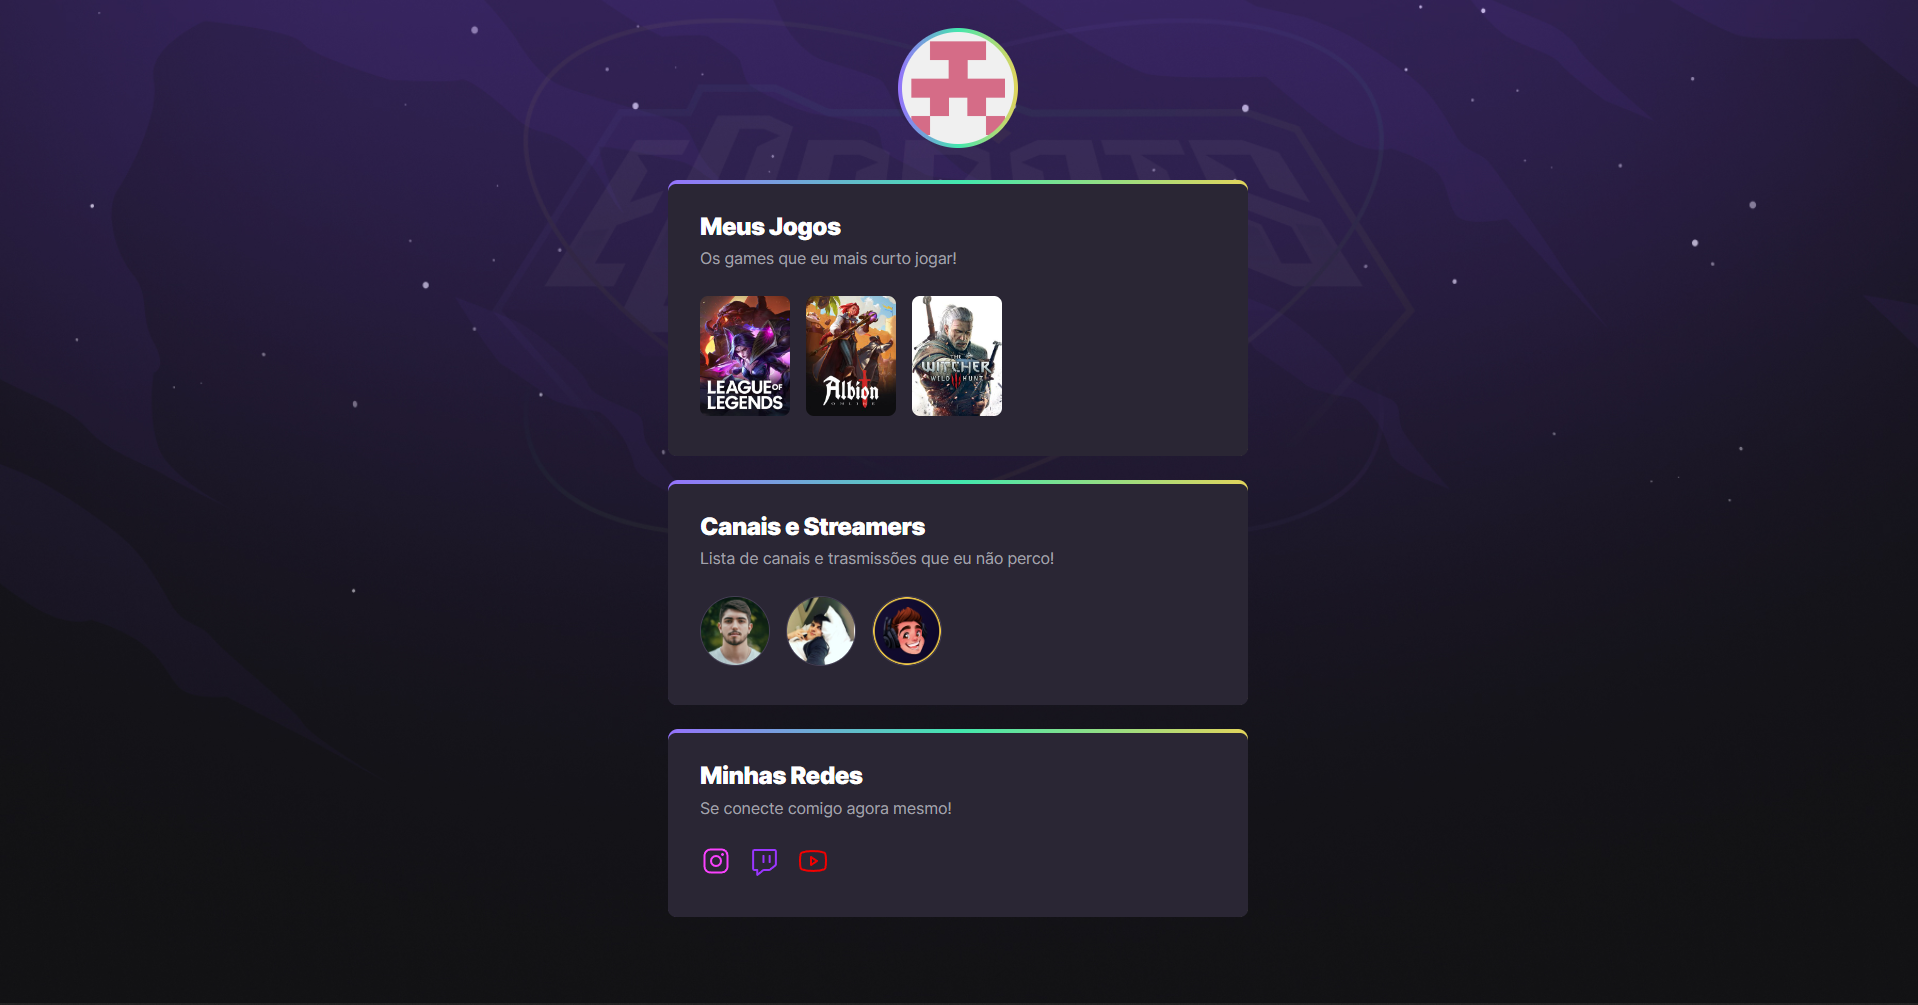 Meus Jogos
Os games que eu mais curto jogar!
LEAGUE OF
LEGENDS
Albion
ONLINE
THE
WITCHER
WILD HUNT
Canais e Streamers
Lista de canais e trasmissões que eu não perco!
Minhas Redes
Se conecte comigo agora mesmo!